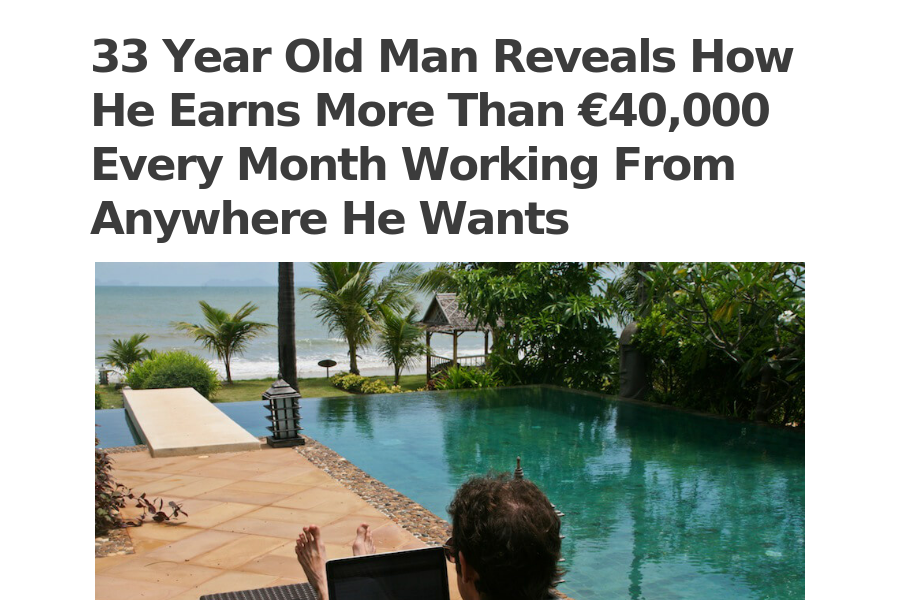 33 Year Old Man Reveals How
He Earns More Than €40,000
Every Month Working From
Anywhere He Wants